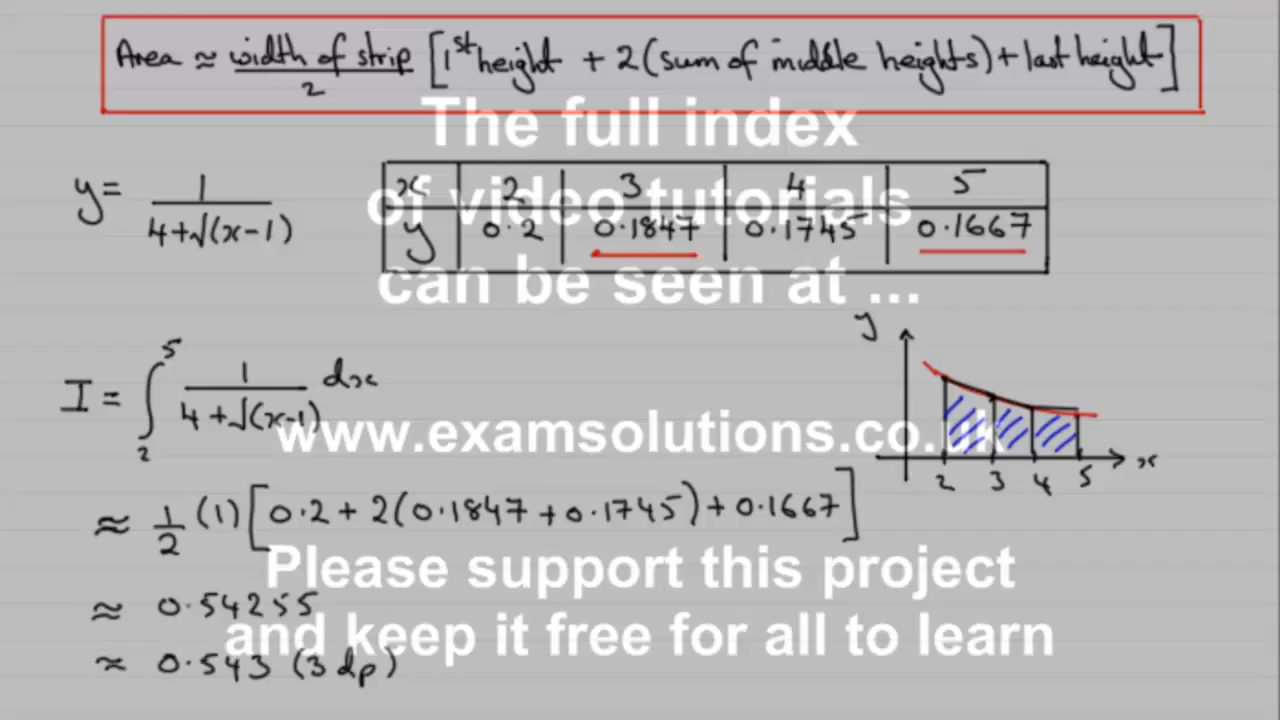 Area ≈ width of strip/2 [1st height + 2(sum of middle heights) + last height]
The full index
of video tutorials
can be seen at ...
y = 1/(4+√(x-1))
x 2 3 4 5
y 0.2 0.1847 0.1745 0.1667
I = ∫₂⁵ 1/(4+√(x-1)) dx
y
x
2 3 4 5
www.examsolutions.co.uk
≈ 1/2 (1) [0.2 + 2(0.1847 + 0.1745) + 0.1667]
Please support this project
≈ 0.54255
and keep it free for all to learn
≈ 0.543 (3 dp)